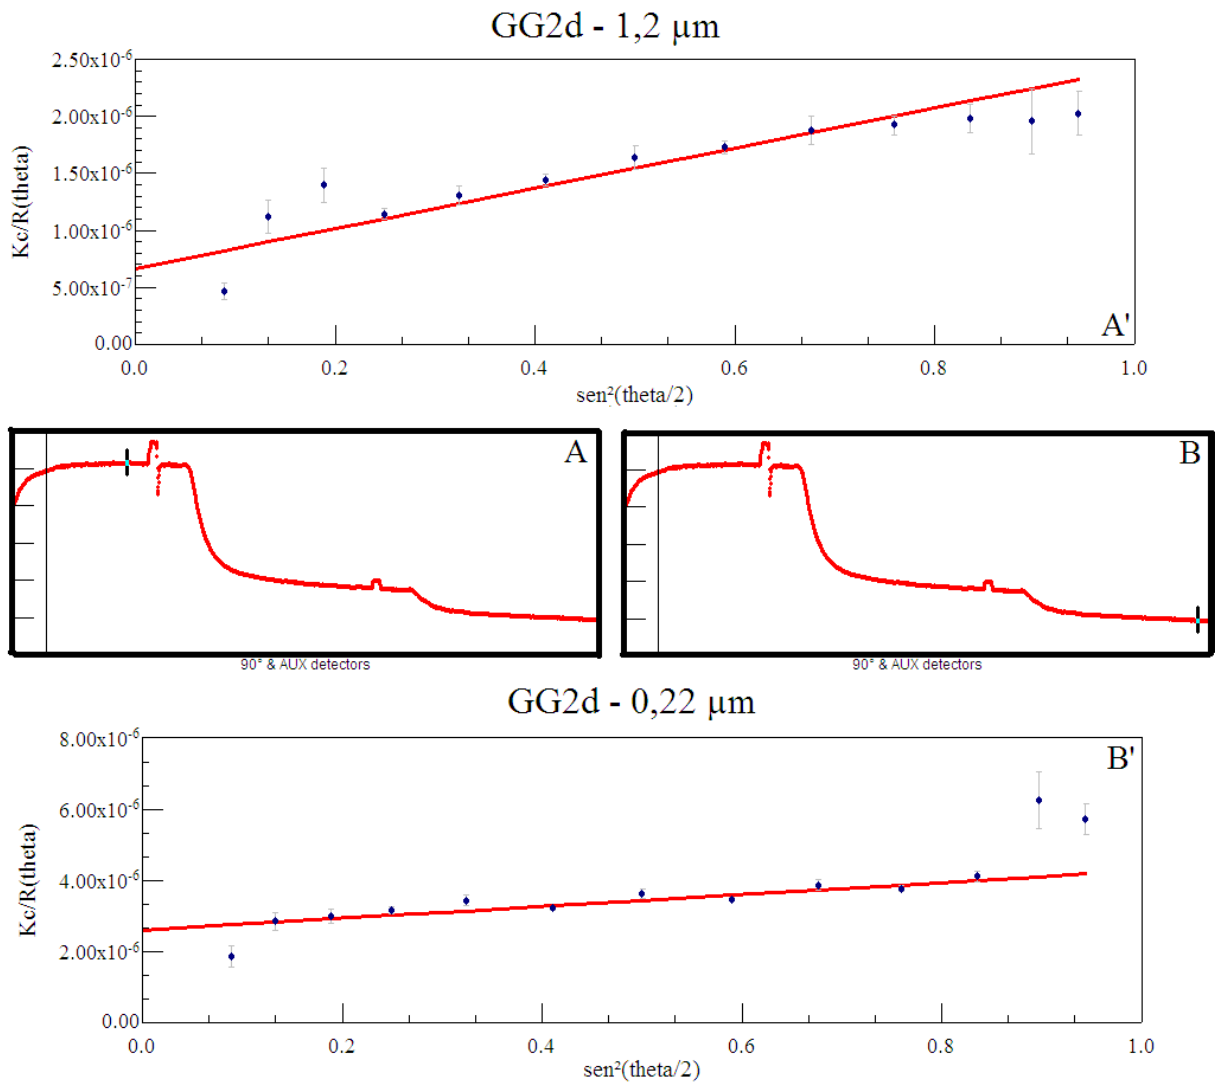 GG2d - 1,2 µm
2.50x10⁻⁶
2.00x10⁻⁶
1.50x10⁻⁶
1.00x10⁻⁶
5.00x10⁻⁷
0.00
Kc/R(theta)
A'
0.0 0.2 0.4 0.6 0.8 1.0
sen²(theta/2)
A
90° & AUX detectors
B
90° & AUX detectors
GG2d - 0,22 µm
8.00x10⁻⁶
6.00x10⁻⁶
4.00x10⁻⁶
2.00x10⁻⁶
0.00
Kc/R(theta)
B'
0.0 0.2 0.4 0.6 0.8 1.0
sen²(theta/2)